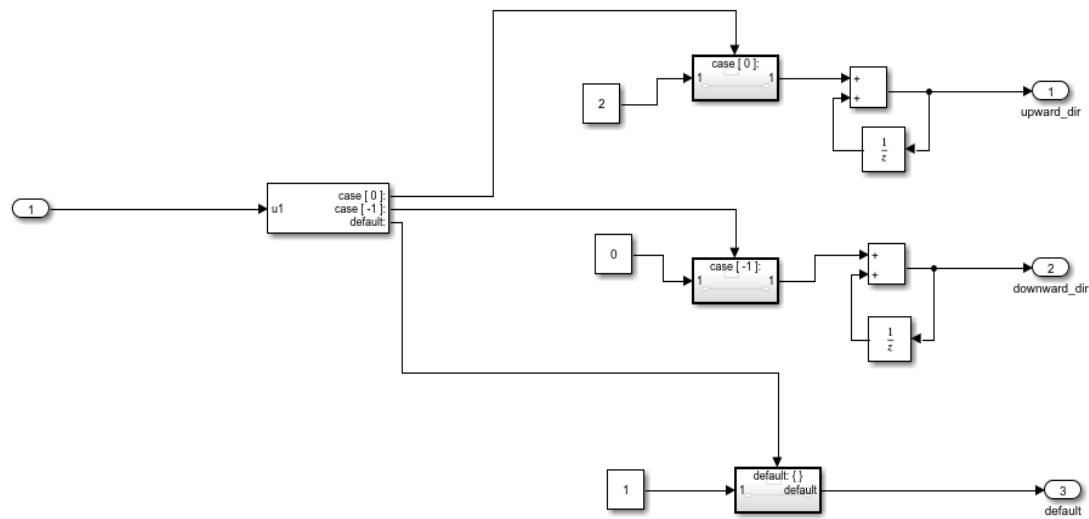 case [ 0 ]:
1 1
2
+
+
1
upward_dir
1
z
1
u1
case [ 0 ]:
case [ -1 ]:
default:
0
case [ -1 ]:
1 1
+
+
2
downward_dir
1
z
1
default: { }
1 default
3
default